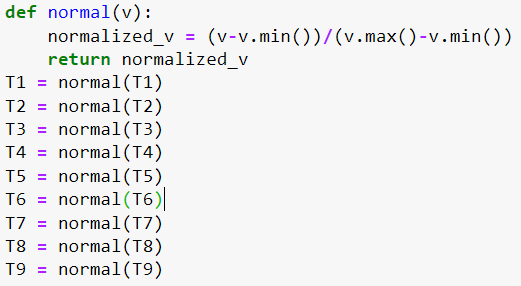 def normal(v):
    normalized_v = (v-v.min())/(v.max()-v.min())
    return normalized_v
T1 = normal(T1)
T2 = normal(T2)
T3 = normal(T3)
T4 = normal(T4)
T5 = normal(T5)
T6 = normal(T6)
T7 = normal(T7)
T8 = normal(T8)
T9 = normal(T9)